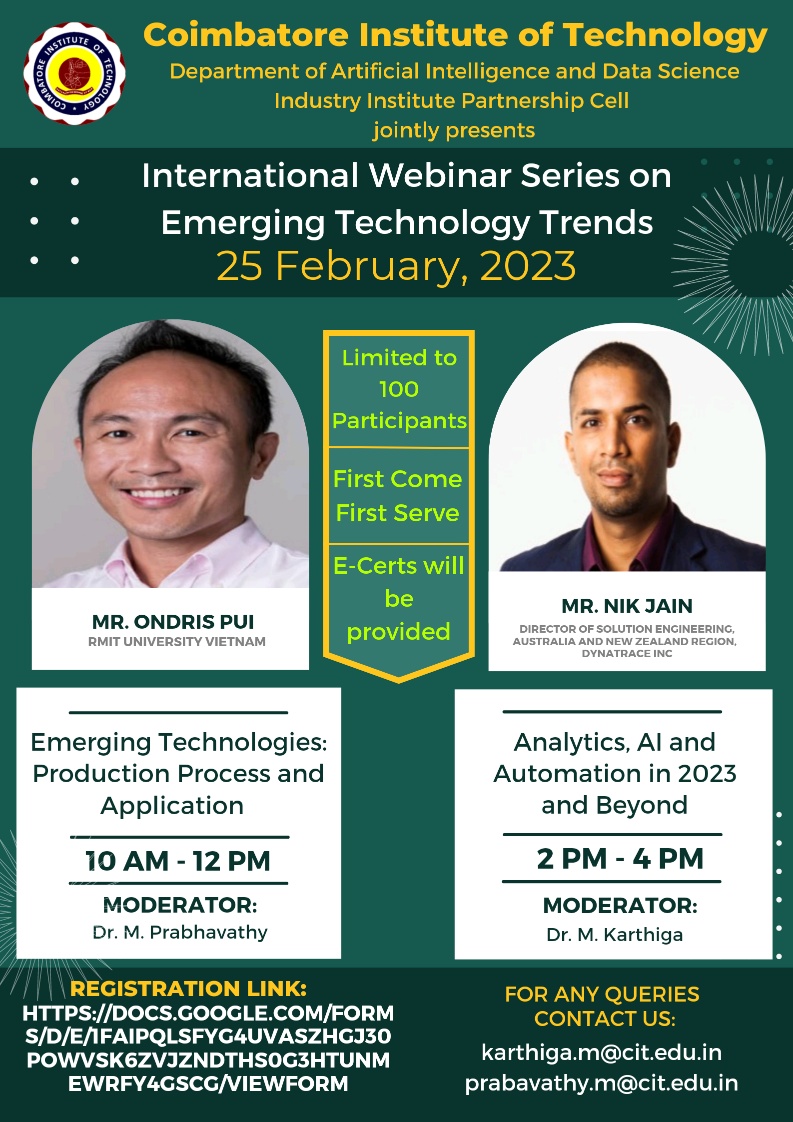 COIMBATORE INSTITUTE OF TECHNOLOGY
Coimbatore Institute of Technology
Department of Artificial Intelligence and Data Science
Industry Institute Partnership Cell
jointly presents
International Webinar Series on
Emerging Technology Trends
25 February, 2023
Limited to
100
Participants
First Come
First Serve
E-Certs will
be
provided
MR. ONDRIS PUI
RMIT UNIVERSITY VIETNAM
MR. NIK JAIN
DIRECTOR OF SOLUTION ENGINEERING,
AUSTRALIA AND NEW ZEALAND REGION,
DYNATRACE INC
Emerging Technologies:
Production Process and
Application
10 AM - 12 PM
MODERATOR:
Dr. M. Prabhavathy
Analytics, AI and
Automation in 2023
and Beyond
2 PM - 4 PM
MODERATOR:
Dr. M. Karthiga
REGISTRATION LINK:
HTTPS://DOCS.GOOGLE.COM/FORM
S/D/E/1FAIPQLSFYG4UVASZHGJ30
POWVSK6ZVJZNDTHS0G3HTUNM
EWRFY4GSCG/VIEWFORM
FOR ANY QUERIES
CONTACT US:
karthiga.m@cit.edu.in
prabavathy.m@cit.edu.in